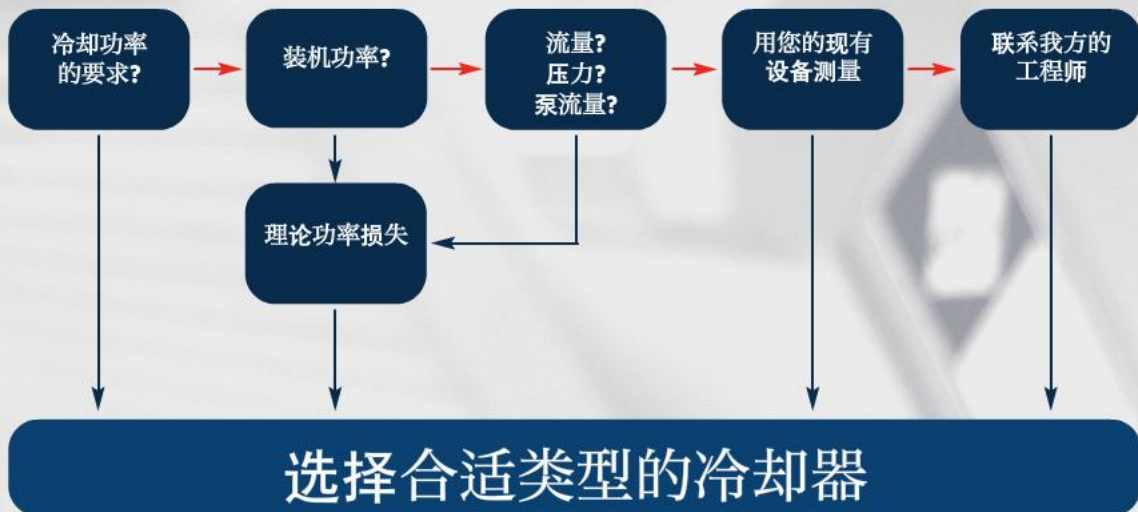 冷却功率
的要求?
装机功率?
流量?
压力?
泵流量?
用您的现有
设备测量
联系我方的
工程师
理论功率损失
选择合适类型的冷却器